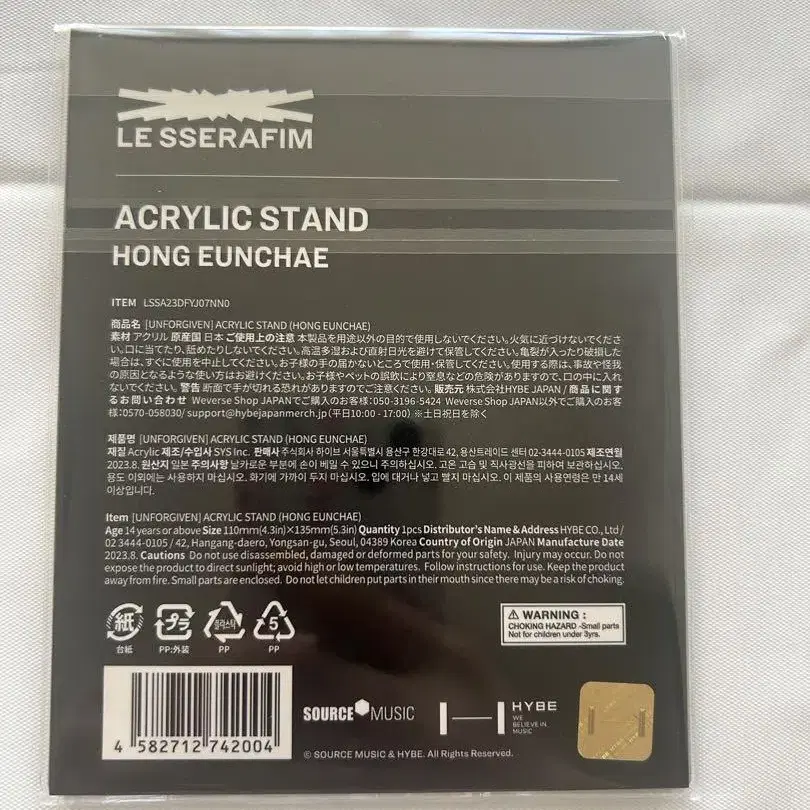 LE SSERAFIM
ACRYLIC STAND
HONG EUNCHAE
ITEM LSSA23DFYJ07NN0
商品名 [UNFORGIVEN] ACRYLIC STAND (HONG EUNCHAE)
素材 アクリル 原産国 日本 ご使用上の注意 本製品を用途以外の目的で使用しないでください。火気に近づけないでくださ
い。口に当てたり、舐めたりしないでください。高温多湿および直射日光を避けて保管してください。亀裂が入ったり破損した
場合は、すぐに使用を中止してください。お子様の手の届かないところで使用・保管してください。使用する際は、事故や怪我
の原因となるような使い方はお避けください。お子様やペットの誤飲により窒息などの危険がありますので、口の中に入れ
ないでください。警告 断面で手が切れる恐れがありますのでご注意ください。販売元 株式会社HYBE JAPAN / 商品に関す
るお問い合わせ Weverse Shop JAPANでご購入のお客様:050-3196-5424 Weverse Shop JAPAN以外でご購入のお客
様:0570-058030/ support@hybejapanmerch.jp (平日10:00 - 17:00) ※土日祝日を除く
제품명 [UNFORGIVEN] ACRYLIC STAND (HONG EUNCHAE)
재질 Acrylic 제조/수입사 SYS Inc. 판매사 주식회사 하이브 서울특별시 용산구 한강대로 42, 용산트레이드 센터 02-3444-0105 제조연월
2023.8. 원산지 일본 주의사항 날카로운 부분에 손이 베일 수 있으니 주의하십시오. 고온 고습 및 직사광선을 피하여 보관하십시오.
용도 이외에는 사용하지 마십시오. 화기에 가까이 두지 마십시오. 입에 대거나 넣고 빨지 마십시오. 이 제품의 사용연령은 만 14세
이상입니다.
Item [UNFORGIVEN] ACRYLIC STAND (HONG EUNCHAE)
Age 14 years or above Size 110mm(4.3in)×135mm(5.3in) Quantity 1pcs Distributor's Name & Address HYBE CO., Ltd /
02 3444-0105 / 42, Hangang-daero, Yongsan-gu, Seoul, 04389 Korea Country of Origin JAPAN Manufacture Date
2023.8. Cautions Do not use disassembled, damaged or deformed parts for your safety. Injury may occur. Do not
expose the product to direct sunlight; avoid high or low temperatures. Follow instructions for use. Keep the product
away from fire. Small parts are enclosed. Do not let children put parts in their mouth since there may be a risk of choking.
紙 プラ 플라스틱 5
台紙 PP:外装 PP PP
WARNING :
CHOKING HAZARD -Small parts
Not for children under 3yrs.
4 582712 742004
SOURCE MUSIC
HYBE
WE
BELIEVE IN
MUSIC
© SOURCE MUSIC & HYBE. All Rights Reserved.